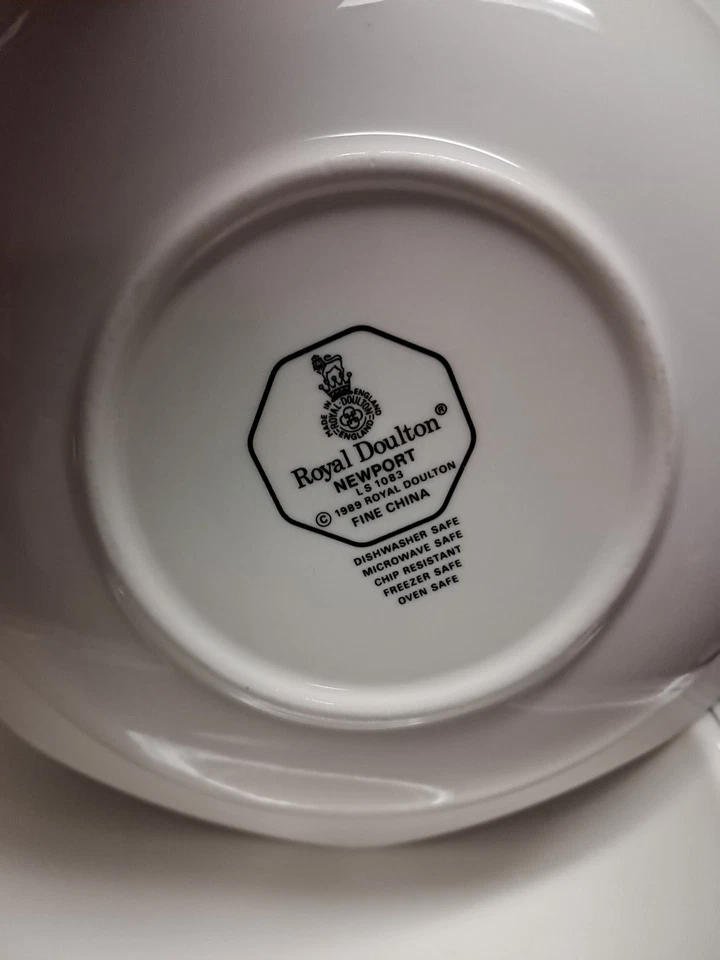 MADE IN ENGLAND
ROYAL·DOULTON
ENGLAND
Royal Doulton®
NEWPORT
LS 1083
© 1989 ROYAL DOULTON
FINE CHINA
DISHWASHER SAFE
MICROWAVE SAFE
CHIP RESISTANT
FREEZER SAFE
OVEN SAFE